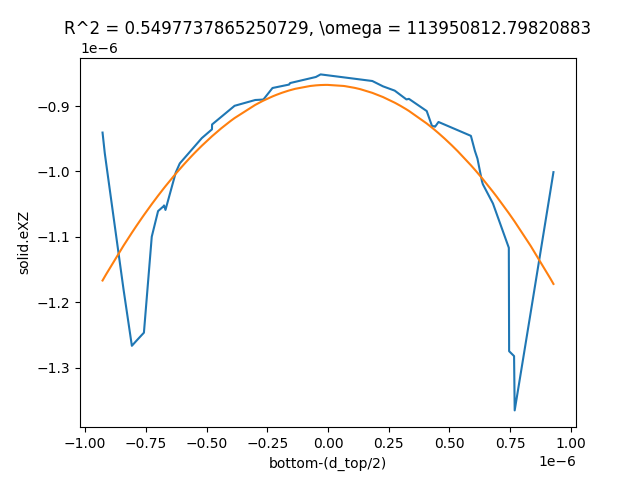 R^2 = 0.5497737865250729, \omega = 113950812.79820883
1e−6
−0.9
−1.0
−1.1
−1.2
−1.3
solid.eXZ
−1.00 −0.75 −0.50 −0.25 0.00 0.25 0.50 0.75 1.00
bottom-(d_top/2) 1e−6